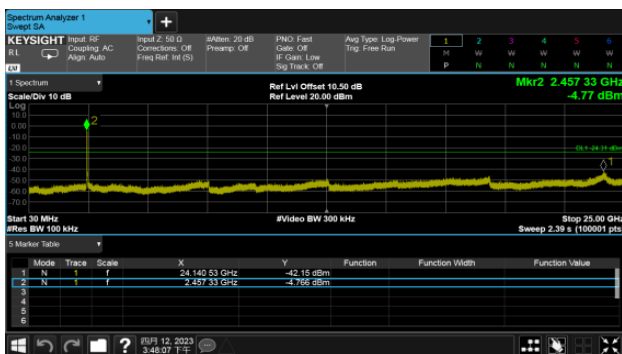 Spectrum Analyzer 1
Swept SA
+
KEYSIGHT Input: RF Input Z: 50 Ω #Atten: 20 dB PNO: Fast Avg Type: Log-Power 1 2 3 4 5 6
RL Coupling: AC Corrections: Off Preamp: Off Gate: Off Trig: Free Run M W W W W W
Align: Auto Freq Ref: Int (S) IF Gain: Low
Sig Track: Off P N N N N N
LXI
1 Spectrum Ref Lvl Offset 10.50 dB Mkr2 2.457 33 GHz
Scale/Div 10 dB Ref Level 20.00 dBm -4.77 dBm
Log
10.0
0.00
-10.0
-20.0
-30.0
-40.0
-50.0
-60.0
-70.0
2
DL1 -24.31 dBm
1
Start 30 MHz #Video BW 300 kHz Stop 25.00 GHz
#Res BW 100 kHz Sweep 2.39 s (100001 pts)
5 Marker Table
Mode Trace Scale X Y Function Function Width Function Value
1 N 1 f 24.140 53 GHz -42.15 dBm
2 N 1 f 2.457 33 GHz -4.766 dBm
3
4
5
6
? 四月 12, 2023
3:48:07 下午